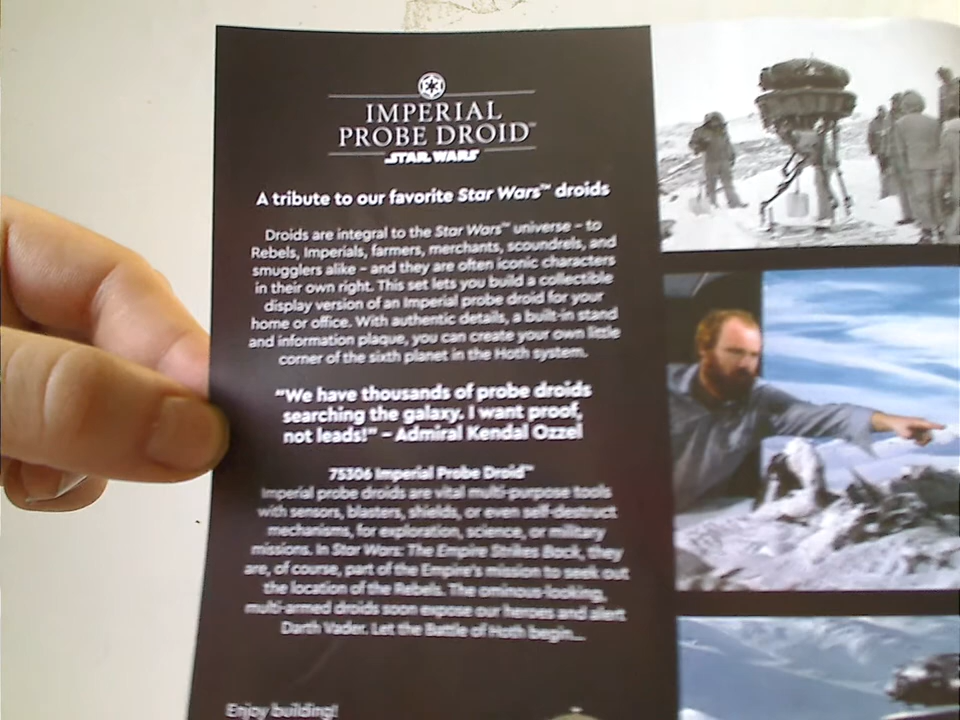 IMPERIAL
PROBE DROID™
STAR WARS
A tribute to our favorite Star Wars™ droids
Droids are integral to the Star Wars™ universe – to
Rebels, Imperials, farmers, merchants, scoundrels, and
smugglers alike – and they are often iconic characters
in their own right. This set lets you build a collectible
display version of an Imperial probe droid for your
home or office. With authentic details, a built-in stand
and information plaque, you can create your own little
corner of the sixth planet in the Hoth system.
"We have thousands of probe droids
searching the galaxy. I want proof,
not leads!" – Admiral Kendal Ozzel
75306 Imperial Probe Droid™
Imperial probe droids are vital multi-purpose tools
with sensors, blasters, shields, or even self-destruct
mechanisms, for exploration, science, or military
missions. In Star Wars: The Empire Strikes Back, they
are, of course, part of the Empire's mission to seek out
the location of the Rebels. The ominous-looking,
multi-armed droids soon expose our heroes and alert
Darth Vader. Let the Battle of Hoth begin...
Enjoy building!